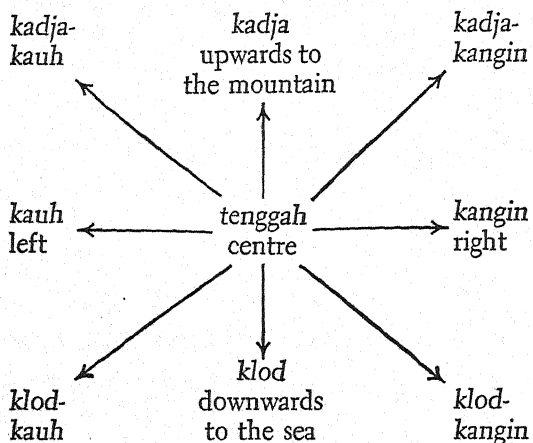 kadja-
kauh
kadja
upwards to
the mountain
kadja-
kangin
kauh
left
tenggah
centre
kangin
right
klod-
kauh
klod
downwards
to the sea
klod-
kangin